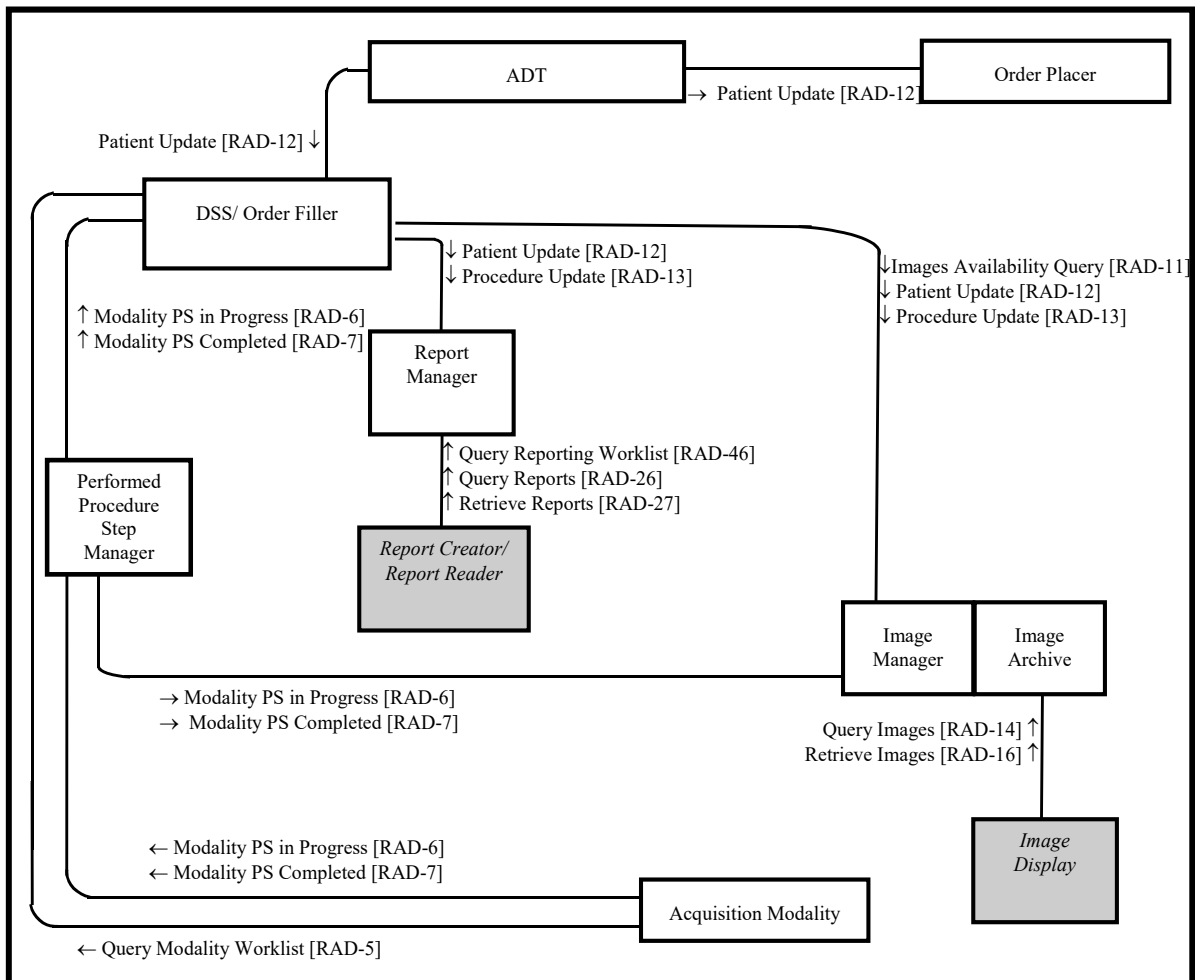 ADT
Order Placer
→ Patient Update [RAD-12]
Patient Update [RAD-12] ↓
DSS/ Order Filler
↓ Patient Update [RAD-12]
↓ Procedure Update [RAD-13]
↓Images Availability Query [RAD-11]
↓ Patient Update [RAD-12]
↓ Procedure Update [RAD-13]
↑ Modality PS in Progress [RAD-6]
↑ Modality PS Completed [RAD-7]
Report
Manager
↑ Query Reporting Worklist [RAD-46]
↑ Query Reports [RAD-26]
↑ Retrieve Reports [RAD-27]
Performed
Procedure
Step
Manager
Report Creator/
Report Reader
Image
Manager
Image
Archive
→ Modality PS in Progress [RAD-6]
→ Modality PS Completed [RAD-7]
Query Images [RAD-14] ↑
Retrieve Images [RAD-16] ↑
Image
Display
← Modality PS in Progress [RAD-6]
← Modality PS Completed [RAD-7]
Acquisition Modality
← Query Modality Worklist [RAD-5]